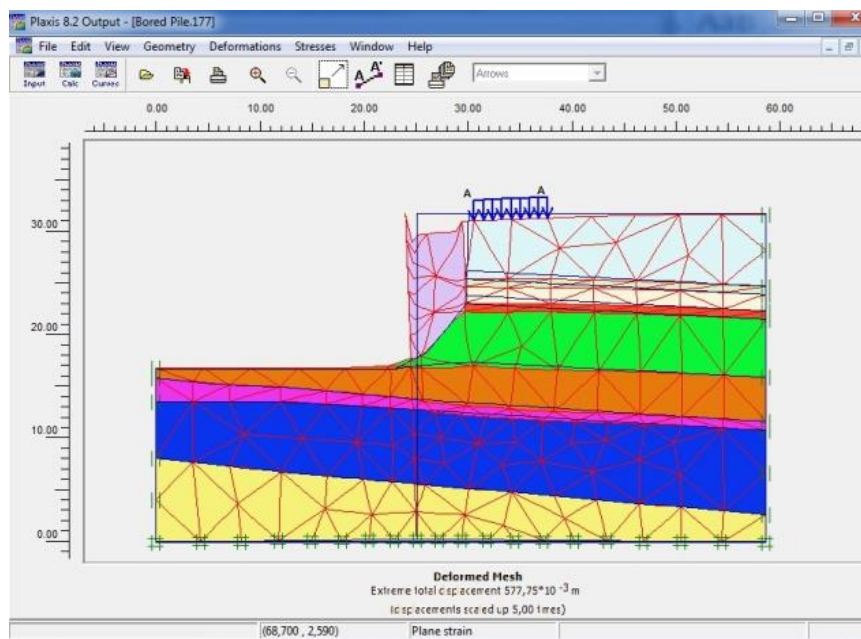 Plaxis 8.2 Output - [Bored Pile.177]
File Edit View Geometry Deformations Stresses Window Help
Input Calc Curves A A* Arrows
0.00 10.00 20.00 30.00 40.00 50.00 60.00
A A
30.00
20.00
10.00
0.00
Deformed Mesh
Extreme total displacement 577,75*10 -3 m
(displacements scaled up 5,00 times)
(68,700 , 2,590) Plane strain